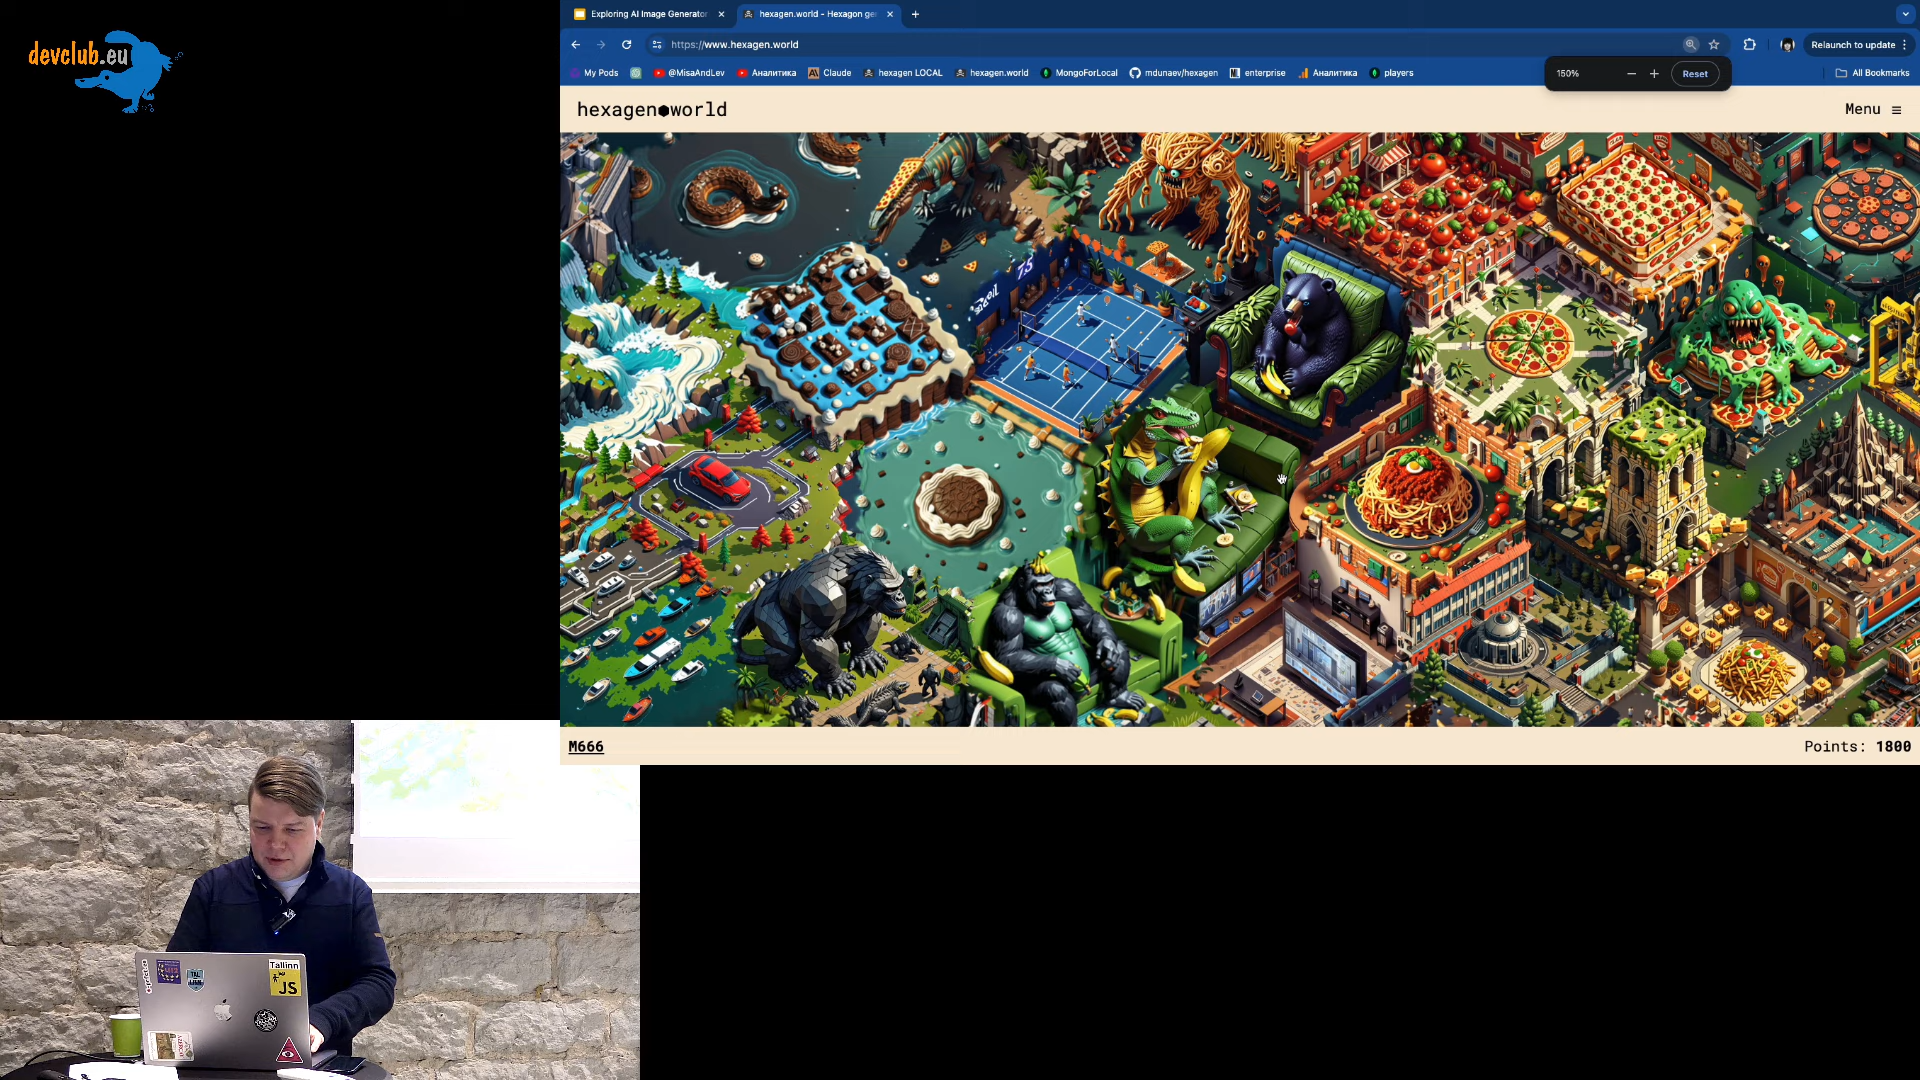 devclub.eu
Exploring AI Image Generator
hexagen.world - Hexagon ge
https://www.hexagen.world
Relaunch to update
My Pods
@MisaAndLev
Аналитика
Claude
hexagen LOCAL
hexagen.world
MongoForLocal
mdunaev/hexagen
enterprise
Аналитика
players
All Bookmarks
150%
Reset
hexagen world
Menu
M666
Points: 1800
Tallinn
JS